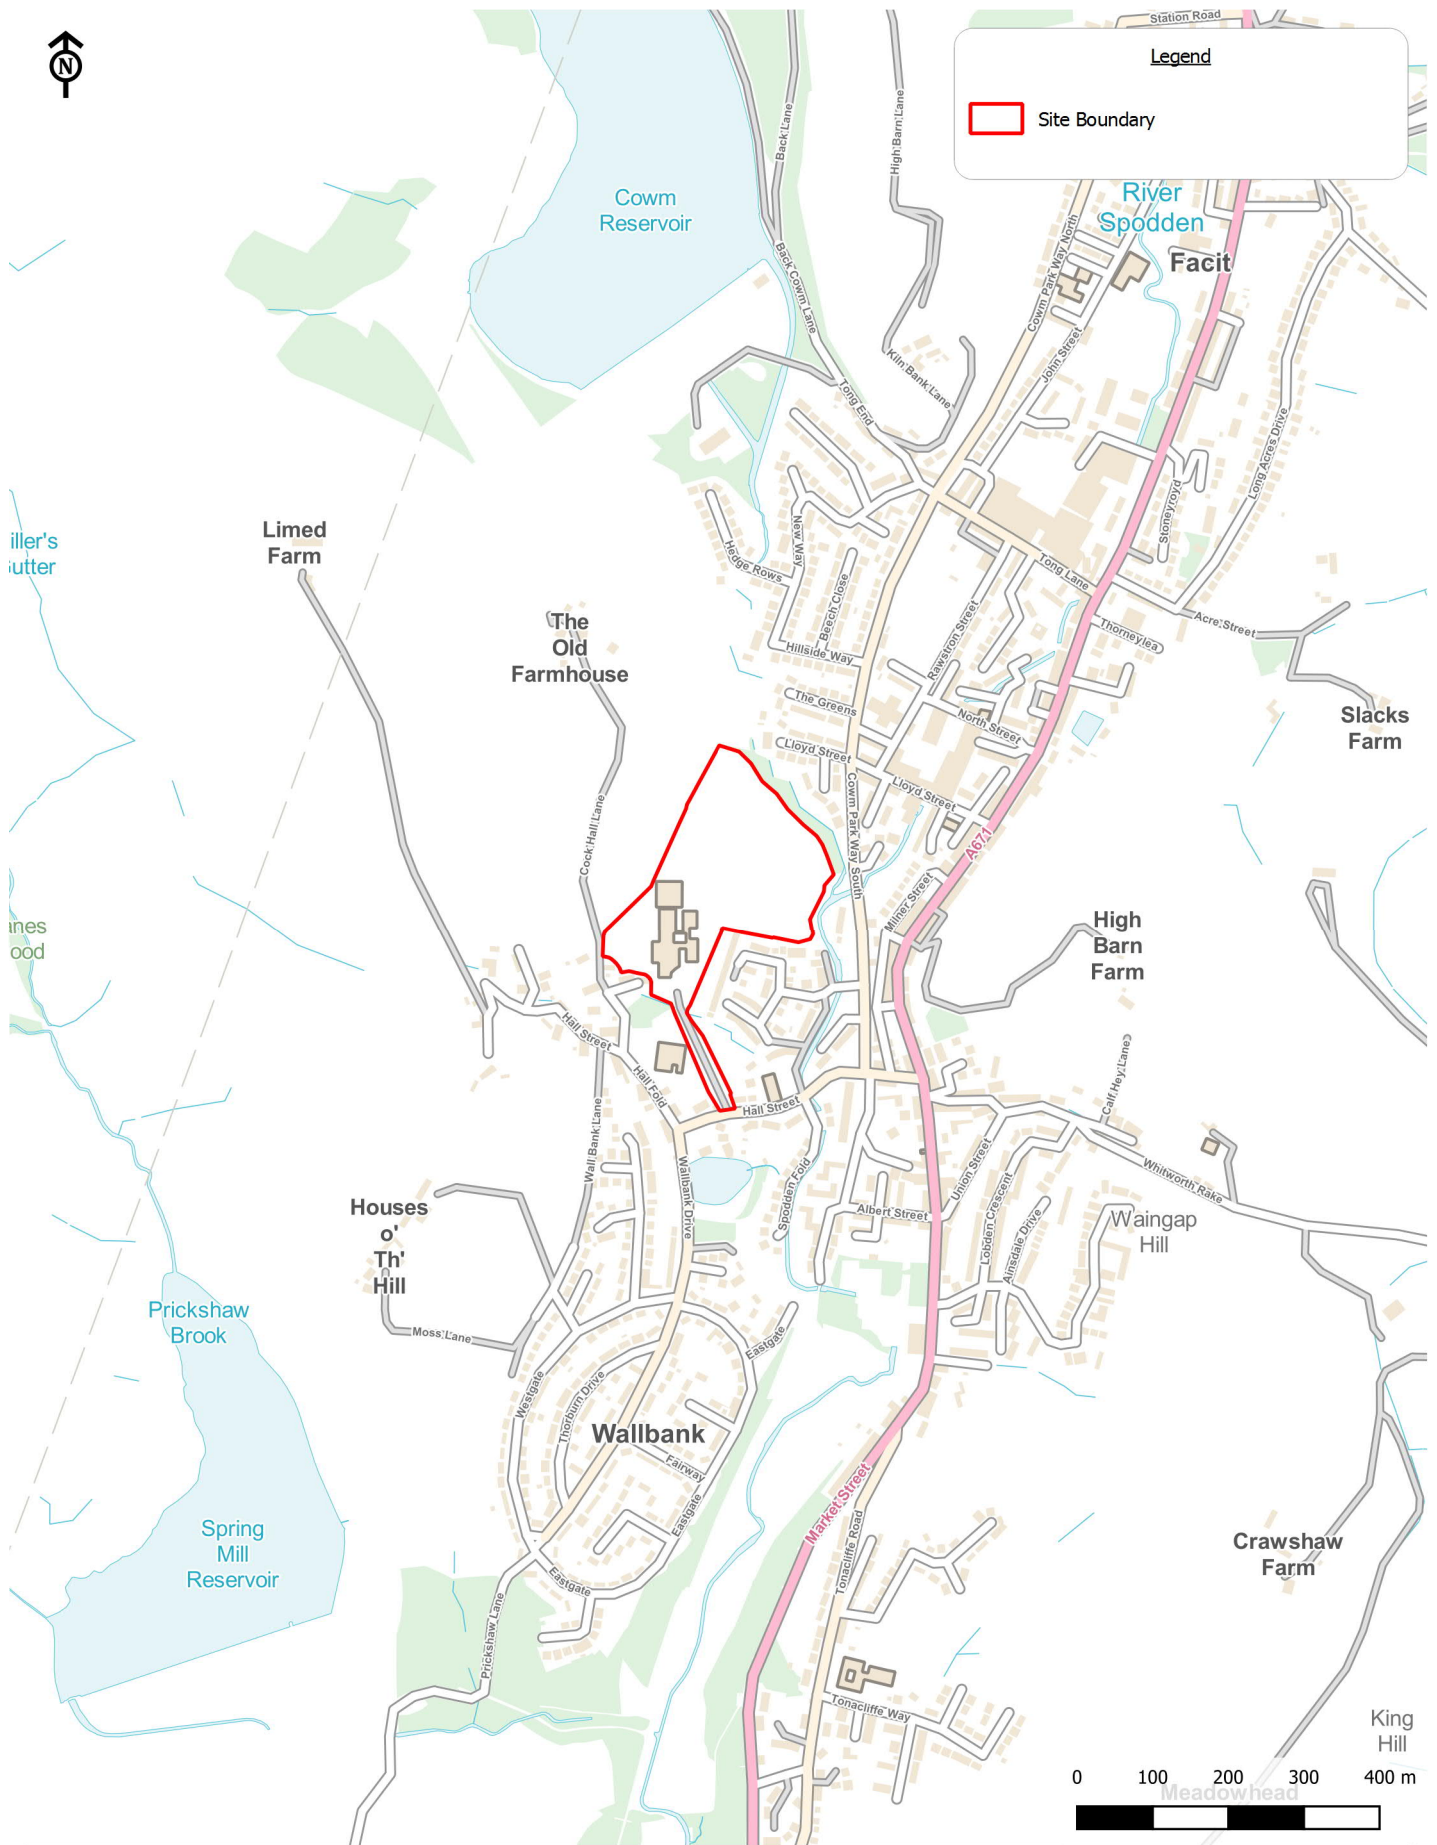 Station Road
N
Legend
Site Boundary
Back Lane
High Barn Lane
Cowm
Reservoir
River
Spodden
Facit
Cowm Park Way North
Back Cowm Lane
John Street
Kiln Bank Lane
Tong End
Long Acres Drive
Stoneyroyd
Limed
Farm
iller's
utter
New Way
Hedge Rows
Tong Lane
Beech Close
Rawstron Street
Acre Street
Thorneylea
The
Old
Farmhouse
Hillside Way
The Greens
North Street
Slacks
Farm
Lloyd Street
Lloyd Street
Cowm Park Way South
A671
Cock Hall Lane
Milner Street
anes
ood
High
Barn
Farm
Hall Street
Hall Fold
Hall Street
Calf Hey Lane
Wall Bank Lane
Wallbank Drive
Spodden Fold
Union Street
Whitworth Rake
Houses
o'
Th'
Hill
Albert Street
Lobden Crescent
Ainsdale Drive
Waingap
Hill
Prickshaw
Brook
Moss Lane
Eastgate
Westgate
Thorburn Drive
Wallbank
Fairway
Eastgate
Market Street
Tonacliffe Road
Spring
Mill
Reservoir
Crawshaw
Farm
Eastgate
Prickshaw Lane
Tonacliffe Way
King
Hill
0 100 200 300 400 m
Meadowhead